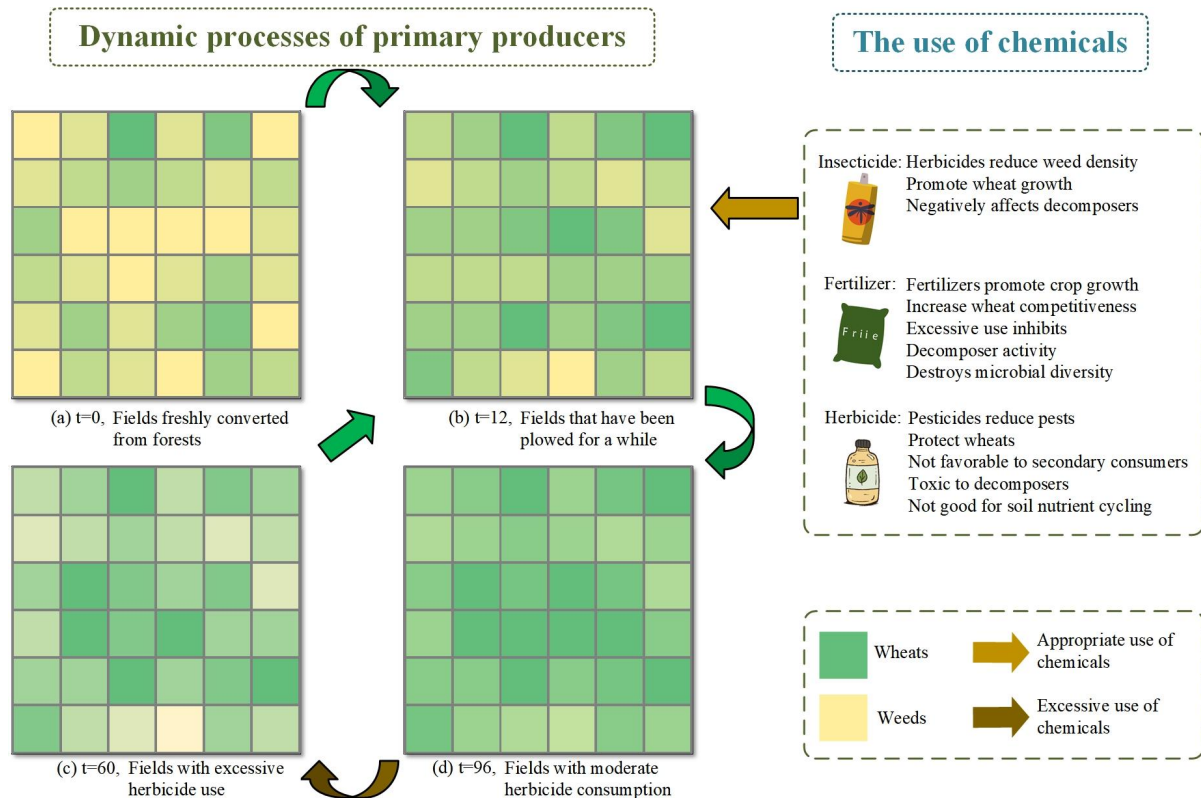 Dynamic processes of primary producers
The use of chemicals
(a) t=0, Fields freshly converted
from forests
(b) t=12, Fields that have been
plowed for a while
(c) t=60, Fields with excessive
herbicide use
(d) t=96, Fields with moderate
herbicide consumption
Insecticide: Herbicides reduce weed density
Promote wheat growth
Negatively affects decomposers
Fertilizer: Fertilizers promote crop growth
Increase wheat competitiveness
Excessive use inhibits
Decomposer activity
Destroys microbial diversity
Friie
Herbicide: Pesticides reduce pests
Protect wheats
Not favorable to secondary consumers
Toxic to decomposers
Not good for soil nutrient cycling
Wheats
Appropriate use of
chemicals
Weeds
Excessive use of
chemicals